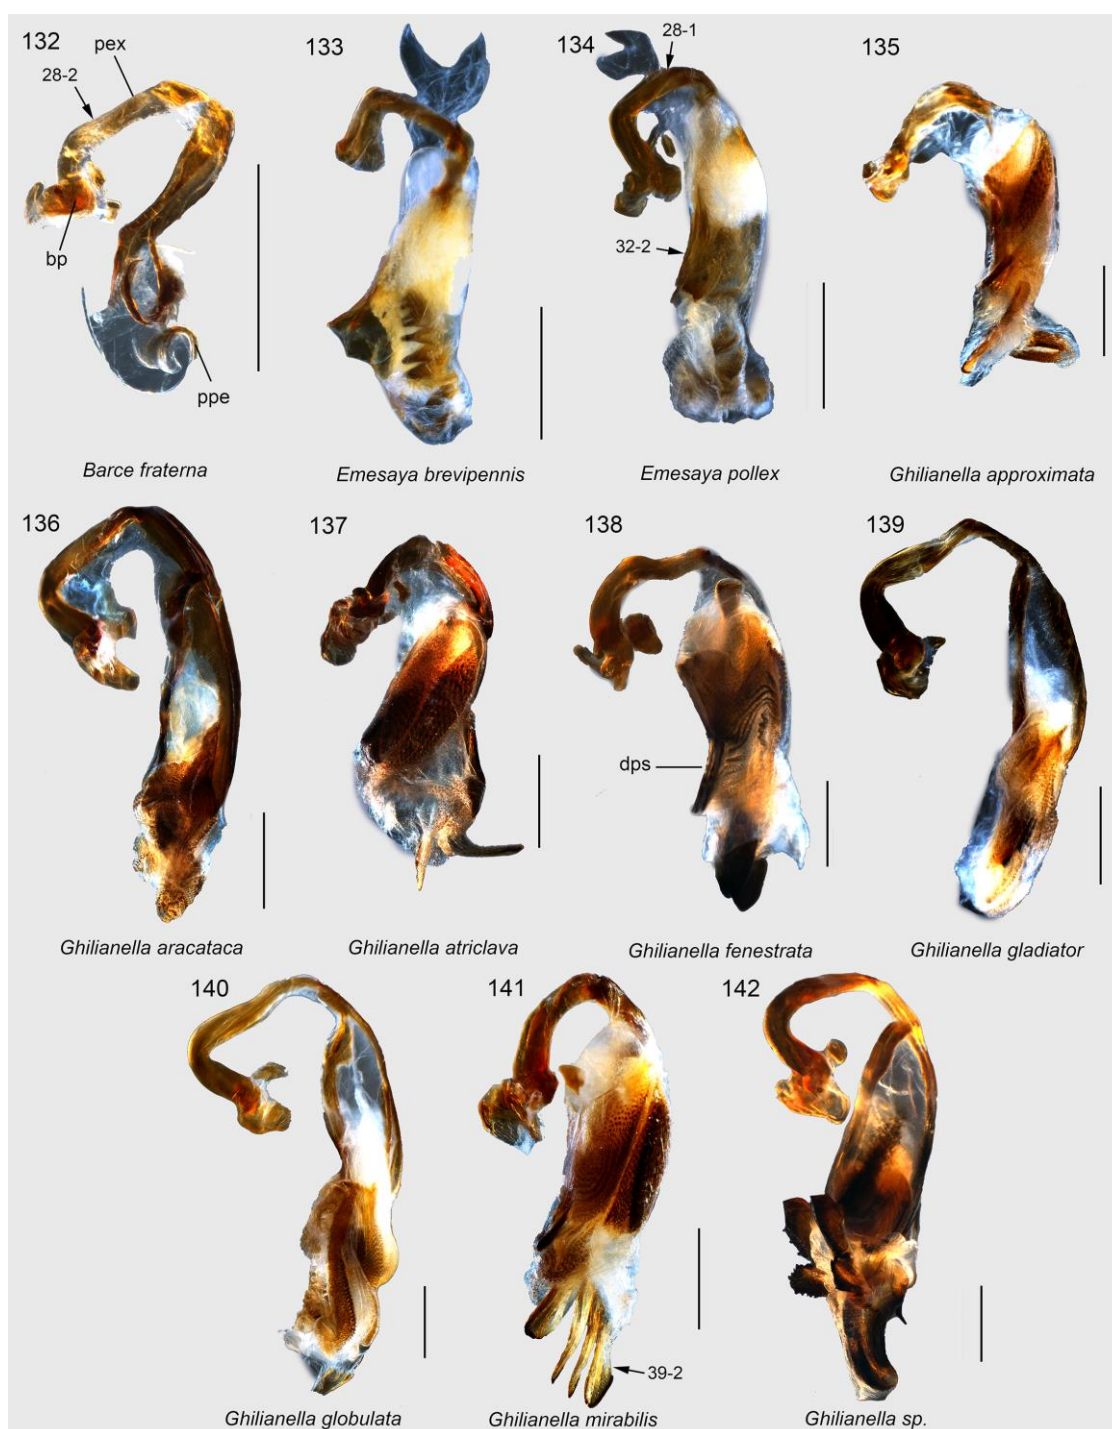 132
pex
28-2
bp
ppe
133
134
28-1
32-2
135
Barce fraterna
Emesaya brevipennis
Emesaya pollex
Ghilianella approximata
136
137
138
dps
139
Ghilianella aracataca
Ghilianella atriclava
Ghilianella fenestrata
Ghilianella gladiator
140
141
39-2
142
Ghilianella globulata
Ghilianella mirabilis
Ghilianella sp.